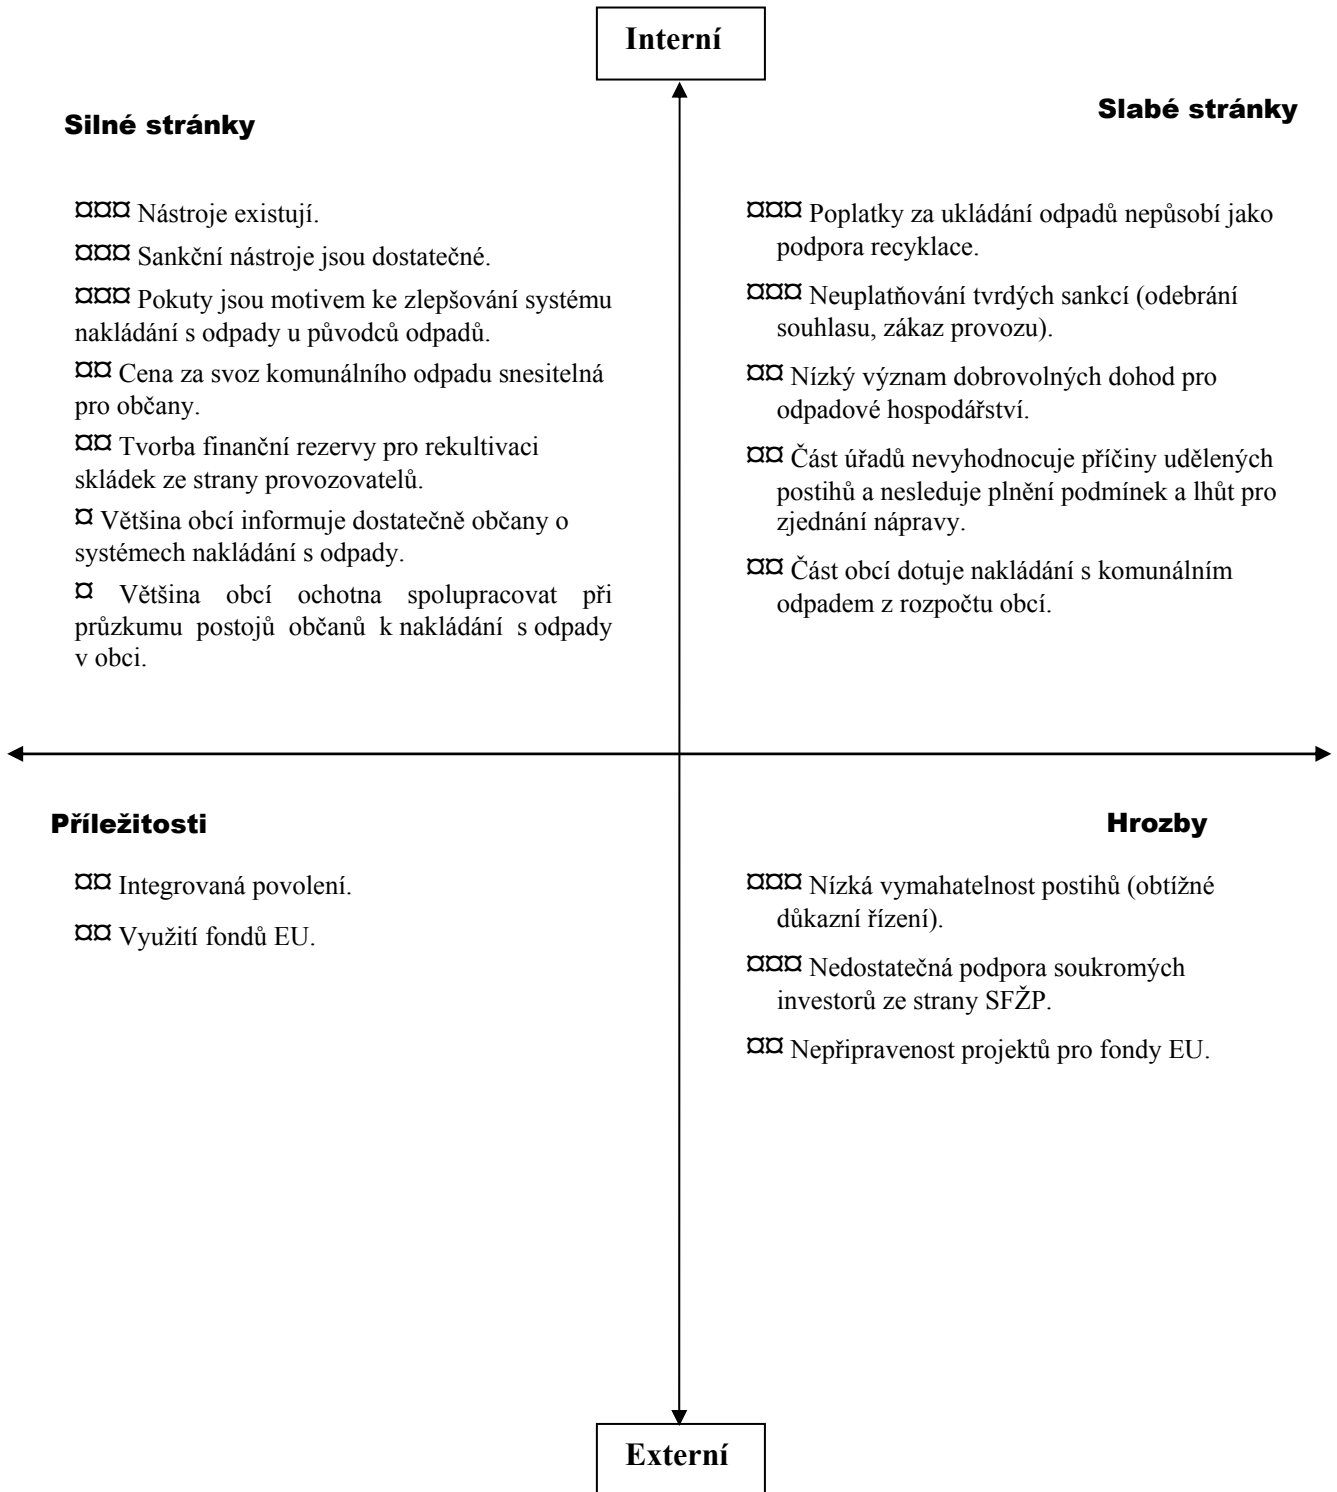 Interní
Silné stránky
¤¤¤ Nástroje existují.
¤¤¤ Sankční nástroje jsou dostatečné.
¤¤¤ Pokuty jsou motivem ke zlepšování systému
nakládání s odpady u původců odpadů.
¤¤ Cena za svoz komunálního odpadu snesitelná
pro občany.
¤¤ Tvorba finanční rezervy pro rekultivaci
skládek ze strany provozovatelů.
¤ Většina obcí informuje dostatečně občany o
systémech nakládání s odpady.
¤ Většina obcí ochotna spolupracovat při
průzkumu postojů občanů k nakládání s odpady
v obci.
Slabé stránky
¤¤¤ Poplatky za ukládání odpadů nepůsobí jako
podpora recyklace.
¤¤¤ Neuplatňování tvrdých sankcí (odebrání
souhlasu, zákaz provozu).
¤¤ Nízký význam dobrovolných dohod pro
odpadové hospodářství.
¤¤ Část úřadů nevyhodnocuje příčiny udělených
postihů a nesleduje plnění podmínek a lhůt pro
zjednání nápravy.
¤¤ Část obcí dotuje nakládání s komunálním
odpadem z rozpočtu obcí.
Příležitosti
¤¤ Integrovaná povolení.
¤¤ Využití fondů EU.
Hrozby
¤¤¤ Nízká vymahatelnost postihů (obtížné
důkazní řízení).
¤¤¤ Nedostatečná podpora soukromých
investorů ze strany SFŽP.
¤¤ Nepřipravenost projektů pro fondy EU.
Externí